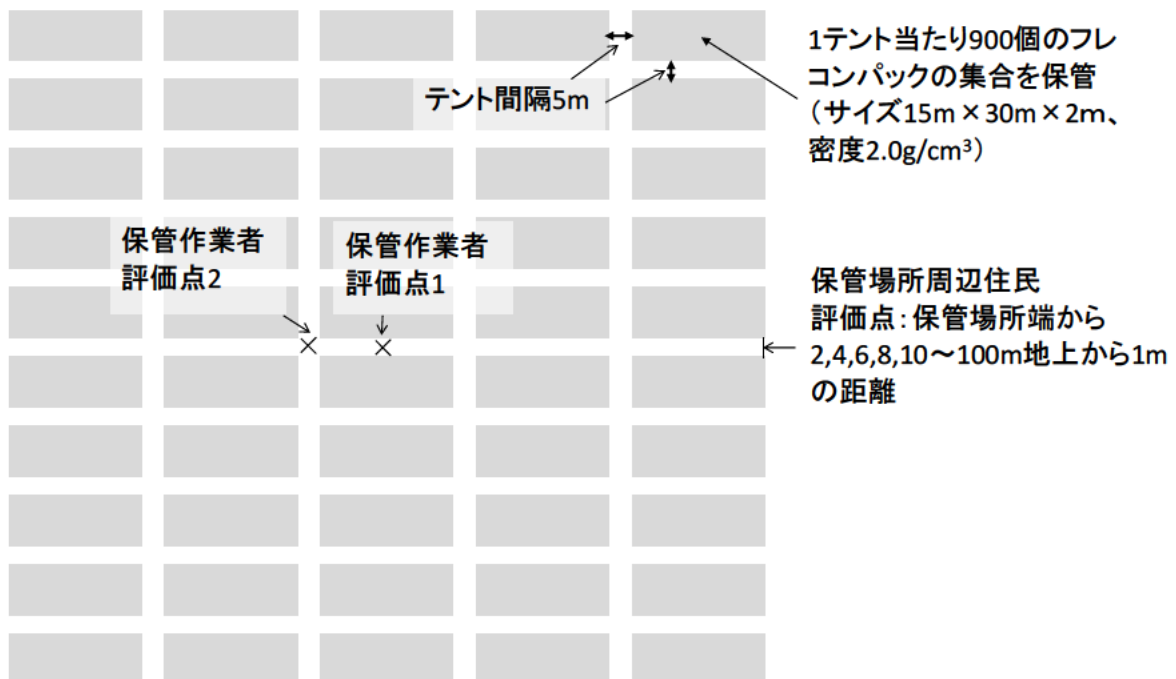 1テント当たり900個のフレ
コンパックの集合を保管
（サイズ15m×30m×2m、
密度2.0g/cm³）
テント間隔5m
保管作業者
評価点2
保管作業者
評価点1
保管場所周辺住民
評価点：保管場所端から
2,4,6,8,10～100m地上から1m
の距離